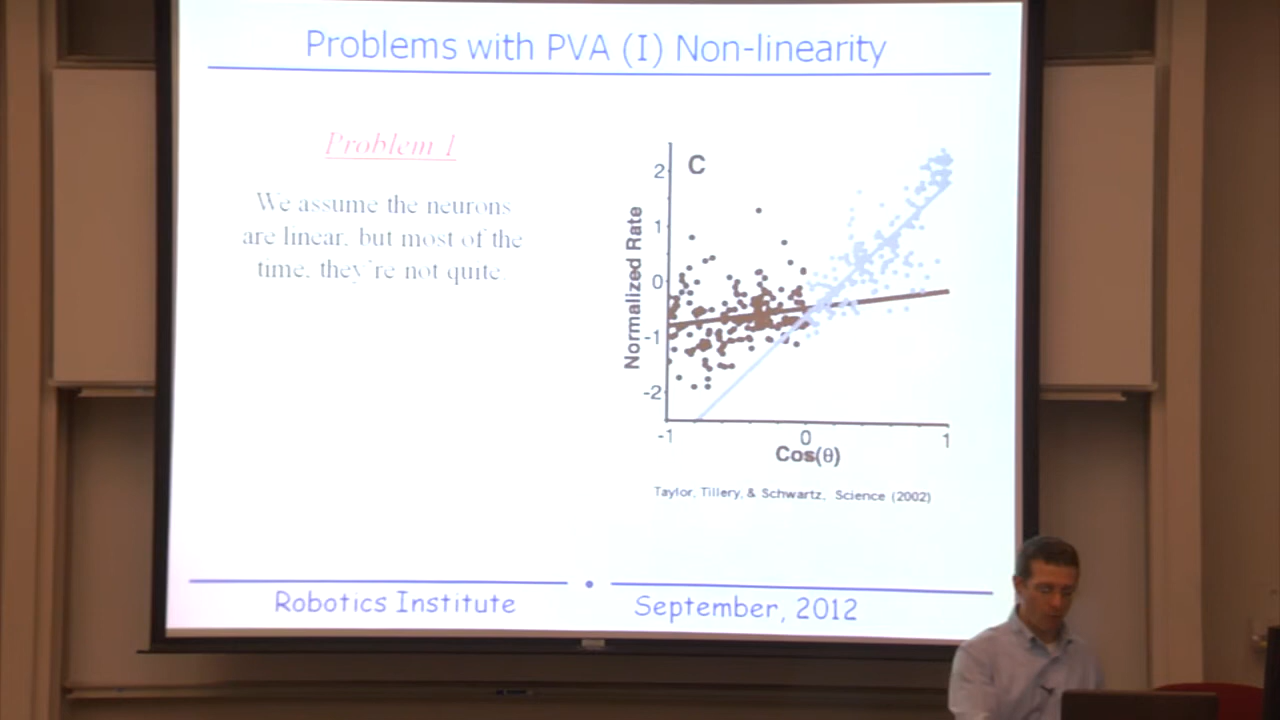 Problems with PVA (I) Non-linearity
Problem 1
We assume the neurons
are linear, but most of the
time, they're not quite.
C
2
1
0
-1
-2
Normalized Rate
-1
0
1
Cos(θ)
Taylor, Tillery, & Schwartz, Science (2002)
Robotics Institute
September, 2012